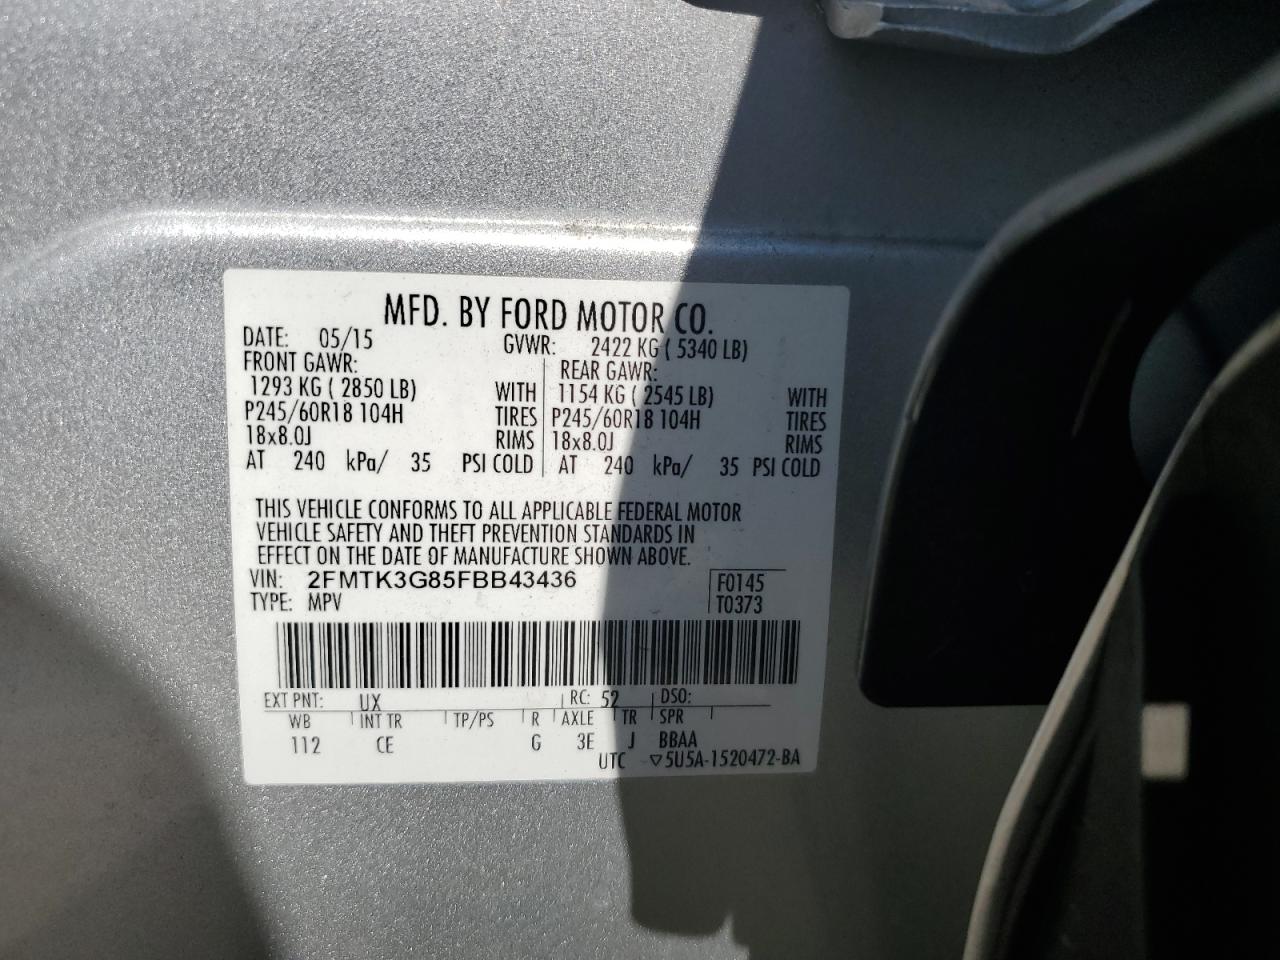 MFD. BY FORD MOTOR CO.
DATE: 05/15 GVWR: 2422 KG ( 5340 LB)
FRONT GAWR: REAR GAWR:
1293 KG ( 2850 LB) WITH 1154 KG ( 2545 LB) WITH
P245/60R18 104H TIRES P245/60R18 104H TIRES
18x8.0J RIMS 18x8.0J RIMS
AT 240 kPa/ 35 PSI COLD AT 240 kPa/ 35 PSI COLD
THIS VEHICLE CONFORMS TO ALL APPLICABLE FEDERAL MOTOR
VEHICLE SAFETY AND THEFT PREVENTION STANDARDS IN
EFFECT ON THE DATE OF MANUFACTURE SHOWN ABOVE.
VIN: 2FMTK3G85FBB43436 F0145
TYPE: MPV T0373
EXT PNT: UX RC: 52 DSO:
WB INT TR TP/PS R AXLE TR SPR
112 CE G 3E J BBAA
UTC ▽5U5A-1520472-BA